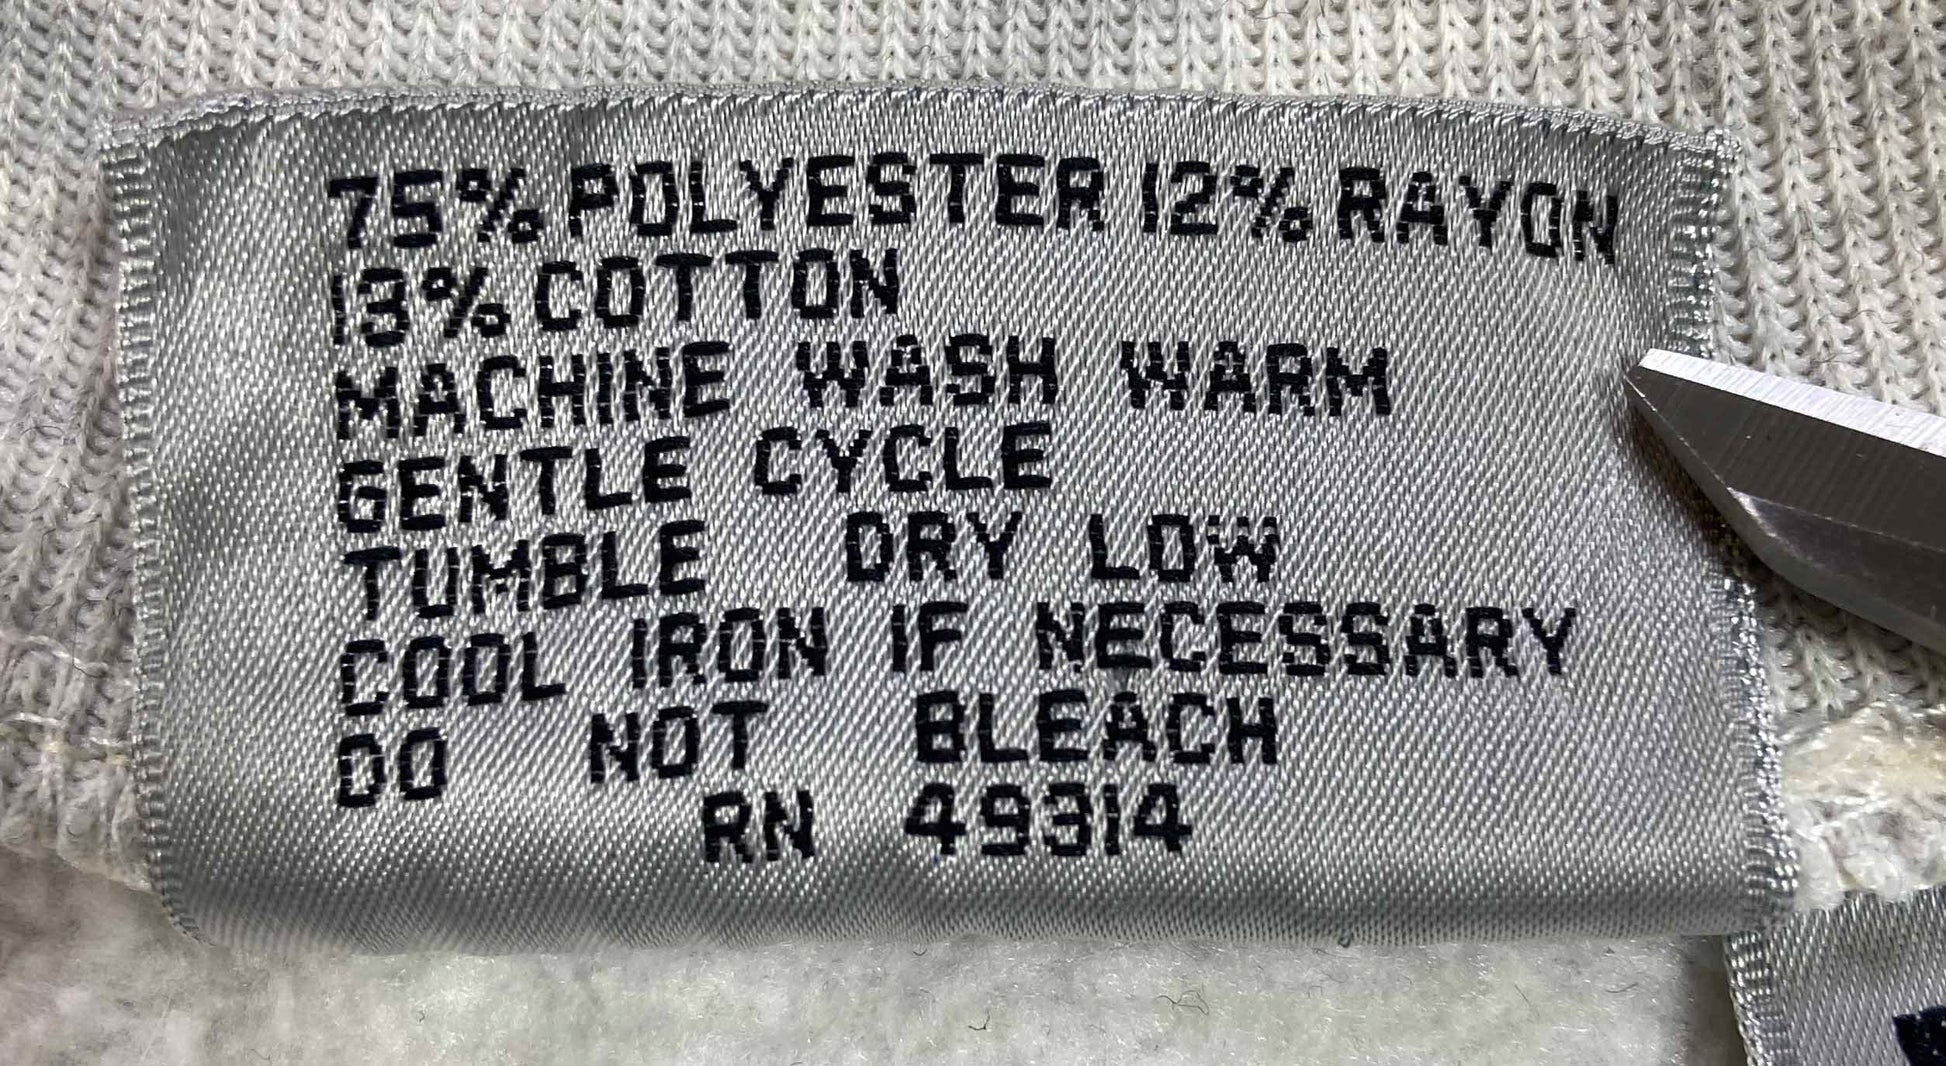 75% POLYESTER 12% RAYON
13% COTTON
MACHINE WASH WARM
GENTLE CYCLE
TUMBLE DRY LOW
COOL IRON IF NECESSARY
DO NOT BLEACH
RN 49314